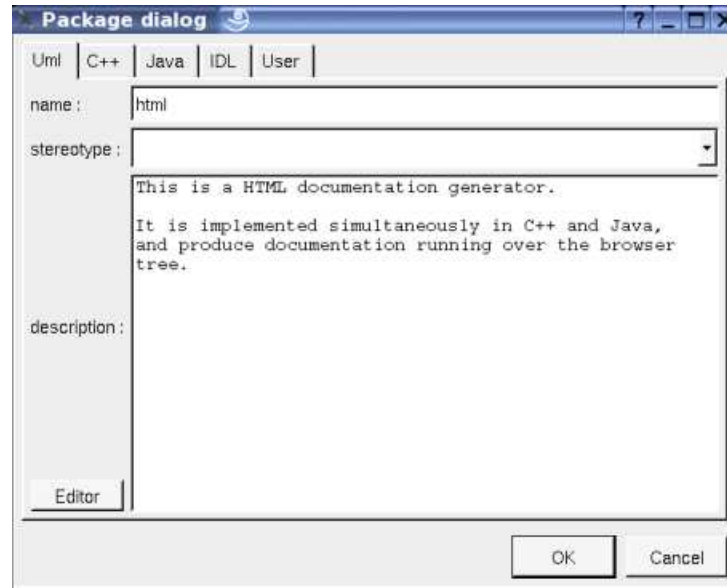 Package dialog
Uml C++ Java IDL User
name : html
stereotype :
This is a HTML documentation generator.
It is implemented simultaneously in C++ and Java,
and produce documentation running over the browser
tree.
description :
Editor
OK Cancel